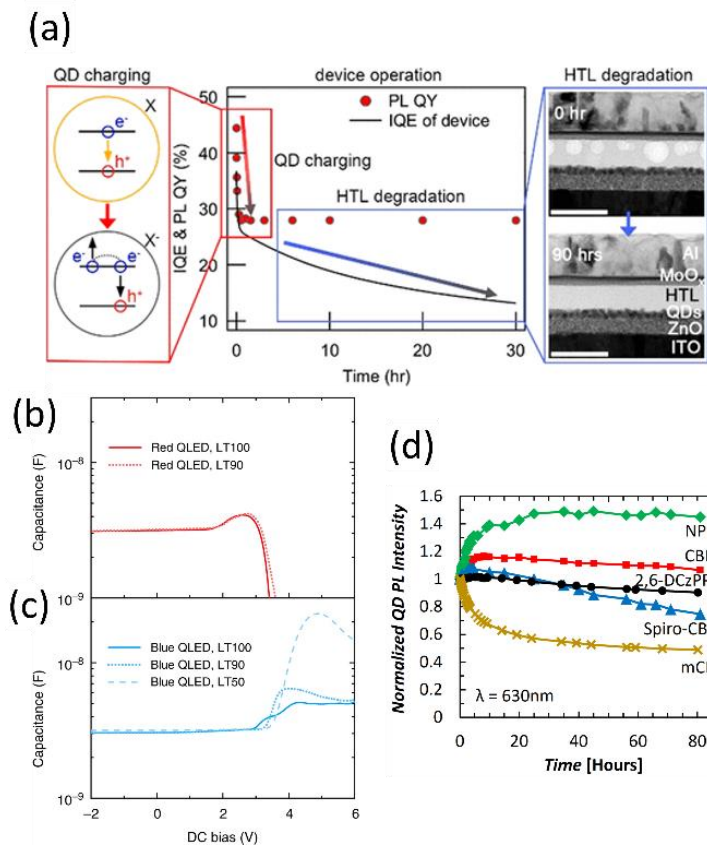 (a)
QD charging
X
e-
h+
X-
e- e-
h+
device operation
PL QY
IQE of device
QD charging
HTL degradation
IQE & PL QY (%)
50
40
30
20
10
0 10 20 30
Time (hr)
HTL degradation
0 hr
90 hrs
Al
MoOx
HTL
QDs
ZnO
ITO
(b)
Capacitance (F)
10-8
10-9
Red QLED, LT100
Red QLED, LT90
(c)
Capacitance (F)
10-8
10-9
Blue QLED, LT100
Blue QLED, LT90
Blue QLED, LT50
−2 0 2 4 6
DC bias (V)
(d)
Normalized QD PL Intensity
1.6
1.4
1.2
1
0.8
0.6
0.4
0.2
0
NP
2,6-DCzPP
Spiro-CB
λ = 630nm
0 20 40 60 80
Time [Hours]